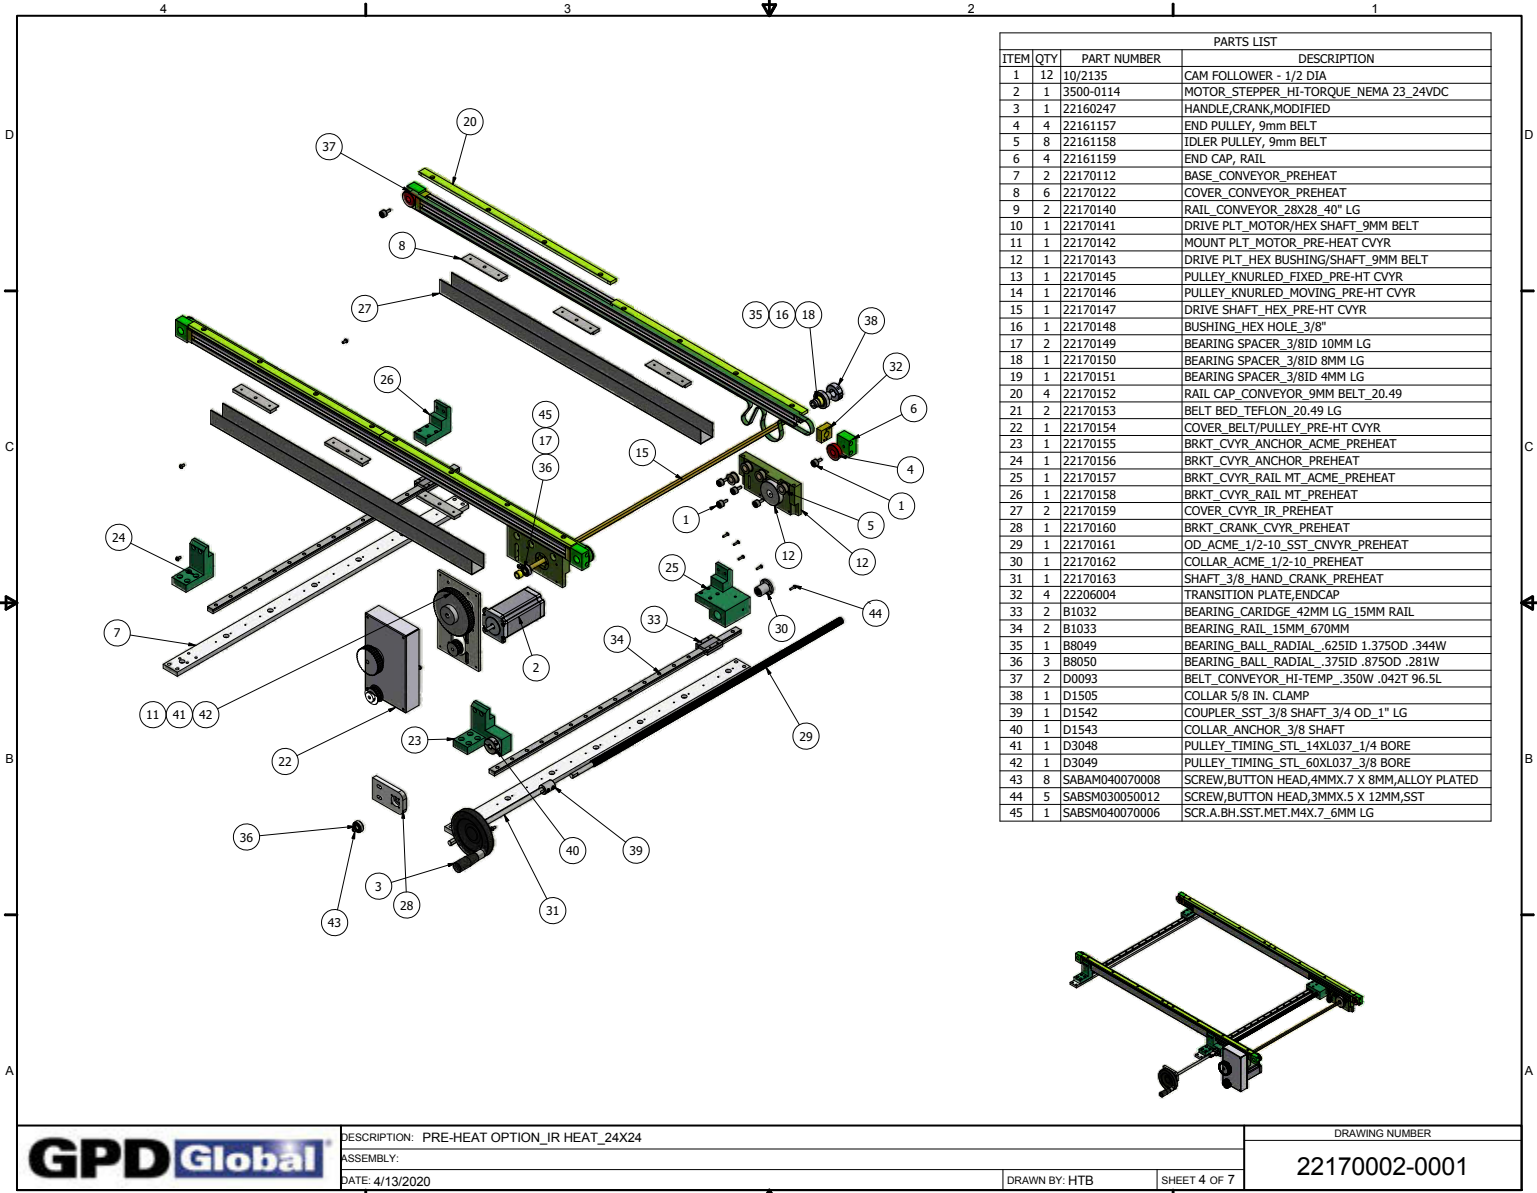 4 3 2 1
PARTS LIST
ITEM QTY PART NUMBER DESCRIPTION
1 12 10/2135 CAM FOLLOWER - 1/2 DIA
2 1 3500-0114 MOTOR_STEPPER_HI-TORQUE_NEMA 23_24VDC
3 1 22160247 HANDLE,CRANK,MODIFIED
4 4 22161157 END PULLEY, 9mm BELT
5 8 22161158 IDLER PULLEY, 9mm BELT
6 4 22161159 END CAP, RAIL
7 2 22170112 BASE_CONVEYOR_PREHEAT
8 6 22170122 COVER_CONVEYOR_PREHEAT
9 2 22170140 RAIL_CONVEYOR_28X28_40" LG
10 1 22170141 DRIVE PLT_MOTOR/HEX SHAFT_9MM BELT
11 1 22170142 MOUNT PLT_MOTOR_PRE-HEAT CVYR
12 1 22170143 DRIVE PLT_HEX BUSHING/SHAFT_9MM BELT
13 1 22170145 PULLEY_KNURLED_FIXED_PRE-HT CVYR
14 1 22170146 PULLEY_KNURLED_MOVING_PRE-HT CVYR
15 1 22170147 DRIVE SHAFT_HEX_PRE-HT CVYR
16 1 22170148 BUSHING_HEX HOLE_3/8"
17 2 22170149 BEARING SPACER_3/8ID 10MM LG
18 1 22170150 BEARING SPACER_3/8ID 8MM LG
19 1 22170151 BEARING SPACER_3/8ID 4MM LG
20 4 22170152 RAIL CAP_CONVEYOR_9MM BELT_20.49
21 2 22170153 BELT BED_TEFLON_20.49 LG
22 1 22170154 COVER_BELT/PULLEY_PRE-HT CVYR
23 1 22170155 BRKT_CVYR_ANCHOR_ACME_PREHEAT
24 1 22170156 BRKT_CVYR_ANCHOR_PREHEAT
25 1 22170157 BRKT_CVYR_RAIL MT_ACME_PREHEAT
26 1 22170158 BRKT_CVYR_RAIL MT_PREHEAT
27 2 22170159 COVER_CVYR_IR_PREHEAT
28 1 22170160 BRKT_CRANK_CVYR_PREHEAT
29 1 22170161 OD_ACME_1/2-10_SST_CNVYR_PREHEAT
30 1 22170162 COLLAR_ACME_1/2-10_PREHEAT
31 1 22170163 SHAFT_3/8_HAND_CRANK_PREHEAT
32 4 22206004 TRANSITION PLATE,ENDCAP
33 2 B1032 BEARING_CARIDGE_42MM LG_15MM RAIL
34 2 B1033 BEARING_RAIL_15MM_670MM
35 1 B8049 BEARING_BALL_RADIAL_.625ID 1.375OD .344W
36 3 B8050 BEARING_BALL_RADIAL_.375ID .875OD .281W
37 2 D0093 BELT_CONVEYOR_HI-TEMP_.350W .042T 96.5L
38 1 D1505 COLLAR 5/8 IN. CLAMP
39 1 D1542 COUPLER_SST_3/8 SHAFT_3/4 OD_1" LG
40 1 D1543 COLLAR_ANCHOR_3/8 SHAFT
41 1 D3048 PULLEY_TIMING_STL_14XL037_1/4 BORE
42 1 D3049 PULLEY_TIMING_STL_60XL037_3/8 BORE
43 8 SABAM040070008 SCREW,BUTTON HEAD,4MMX.7 X 8MM,ALLOY PLATED
44 5 SABSM030050012 SCREW,BUTTON HEAD,3MMX.5 X 12MM,SST
45 1 SABSM040070006 SCR.A.BH.SST.MET.M4X.7_6MM LG
D D
20
37
8
27
35 16 18 38
32
26
6
45
C C
17
15
36
4
1
1
5
24
12
12
25
44
7
33
30
34
2
11 41 42
29
23
22
B B
36
40
39
3
28
31
43
A A
GPD Global
DESCRIPTION: PRE-HEAT OPTION_IR HEAT_24X24
ASSEMBLY:
DATE: 4/13/2020
DRAWN BY: HTB
SHEET 4 OF 7
DRAWING NUMBER
22170002-0001